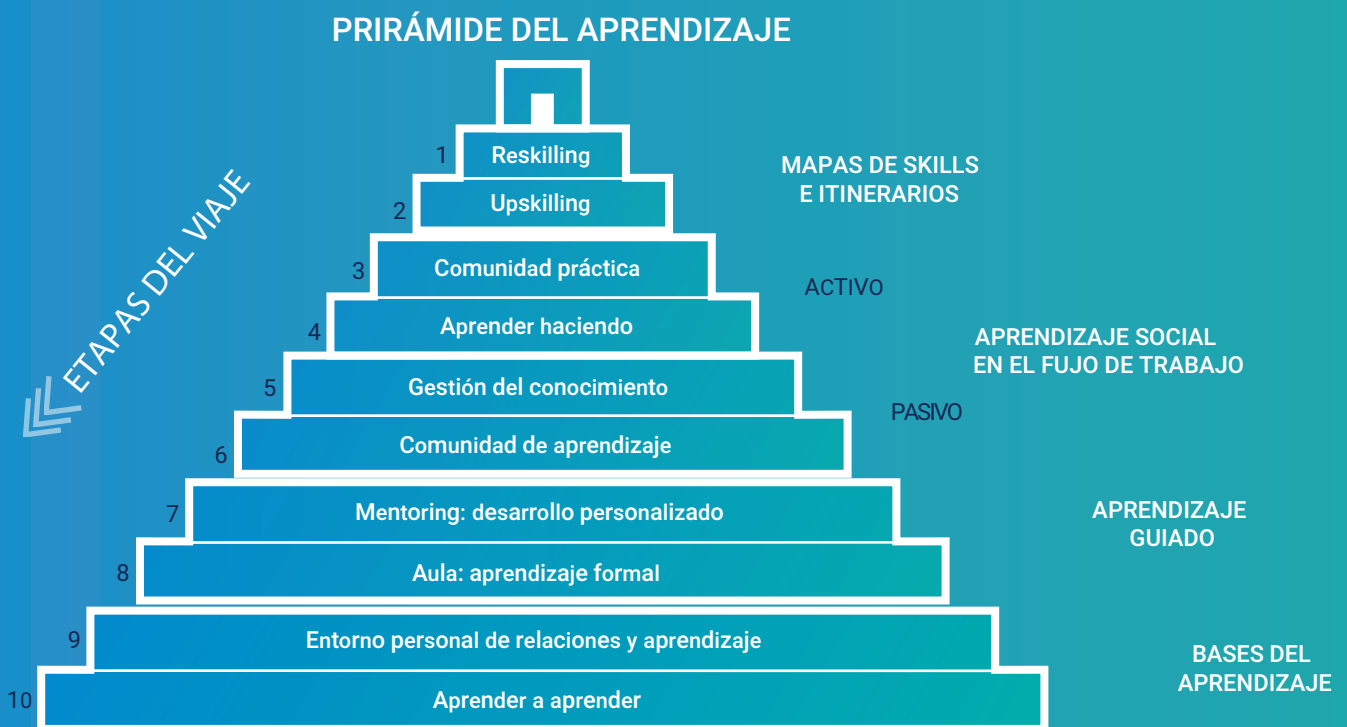 PRIRÁMIDE DEL APRENDIZAJE
ETAPAS DEL VIAJE
1 Reskilling
2 Upskilling
MAPAS DE SKILLS
E ITINERARIOS
3 Comunidad práctica
ACTIVO
4 Aprender haciendo
APRENDIZAJE SOCIAL
EN EL FUJO DE TRABAJO
5 Gestión del conocimiento
PASIVO
6 Comunidad de aprendizaje
7 Mentoring: desarrollo personalizado
APRENDIZAJE
GUIADO
8 Aula: aprendizaje formal
9 Entorno personal de relaciones y aprendizaje
BASES DEL
APRENDIZAJE
10 Aprender a aprender